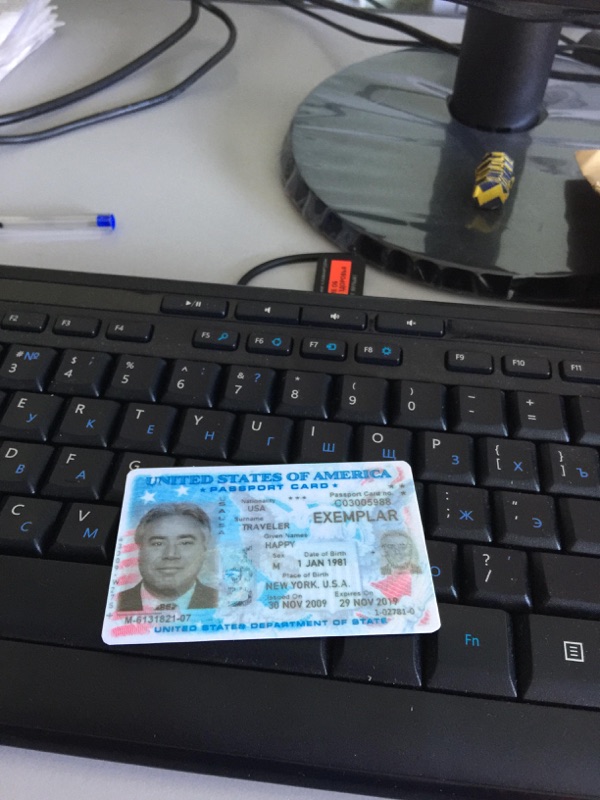 F2 F3 F4 F5 F6 F7 F8 F9 F10 F11
# № 3 $ ; 4 % : 5 ^ 6 & ? 7 * 8 ( 9 ) 0 _ - + =
E У R К T Е Y Н U Г I Ш O Щ P З { [ Х } ] Ъ
D В F А G : ; Ж " ' Э
C С V М ? /
Fn
UNITED STATES OF AMERICA
PASSPORT CARD
Nationality
USA
Passport Card no.
C03005988
Surname
TRAVELER
EXEMPLAR
Given Names
HAPPY
Sex
M
Date of Birth
1 JAN 1981
Place of Birth
NEW YORK, U.S.A.
Issued On
30 NOV 2009
Expires On
29 NOV 2019
M-6131821-07
1-02781-0
UNITED STATES DEPARTMENT OF STATE